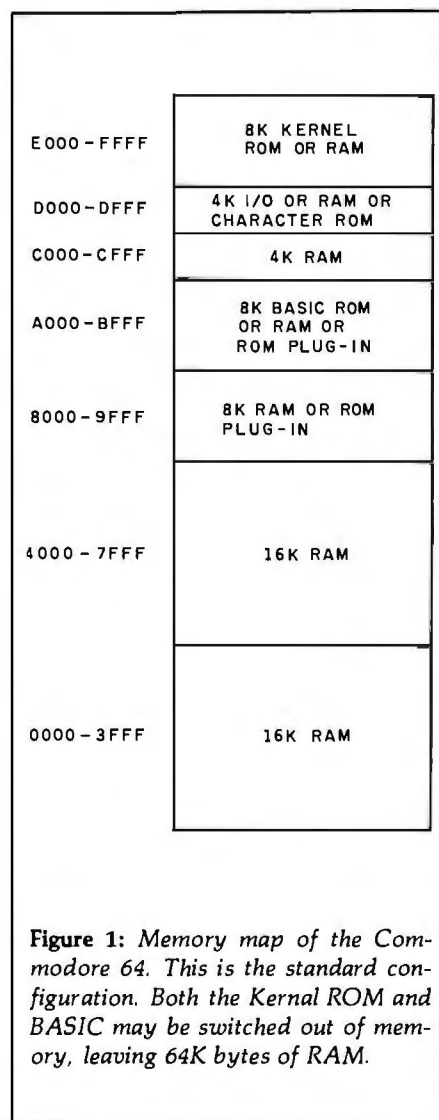 E000-FFFF
8K KERNEL
ROM OR RAM
D000-DFFF
4K I/O OR RAM OR
CHARACTER ROM
C000-CFFF
4K RAM
A000-BFFF
8K BASIC ROM
OR RAM OR
ROM PLUG-IN
8000-9FFF
8K RAM OR ROM
PLUG-IN
4000-7FFF
16K RAM
0000-3FFF
16K RAM
Figure 1: Memory map of the Com-
modore 64. This is the standard con-
figuration. Both the Kernal ROM and
BASIC may be switched out of mem-
ory, leaving 64K bytes of RAM.